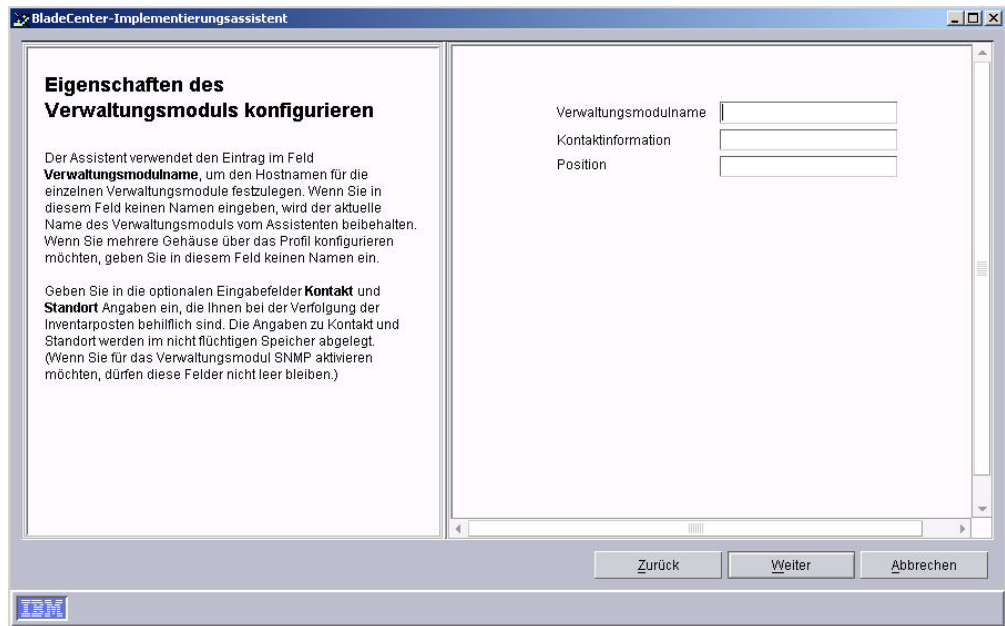 BladeCenter-Implementierungsassistent
Eigenschaften des
Verwaltungsmoduls konfigurieren
Der Assistent verwendet den Eintrag im Feld
Verwaltungsmodulname, um den Hostnamen für die
einzelnen Verwaltungsmodule festzulegen. Wenn Sie in
diesem Feld keinen Namen eingeben, wird der aktuelle
Name des Verwaltungsmoduls vom Assistenten beibehalten.
Wenn Sie mehrere Gehäuse über das Profil konfigurieren
möchten, geben Sie in diesem Feld keinen Namen ein.
Geben Sie in die optionalen Eingabefelder Kontakt und
Standort Angaben ein, die Ihnen bei der Verfolgung der
Inventarposten behilflich sind. Die Angaben zu Kontakt und
Standort werden im nicht flüchtigen Speicher abgelegt.
(Wenn Sie für das Verwaltungsmodul SNMP aktivieren
möchten, dürfen diese Felder nicht leer bleiben.)
Verwaltungsmodulname
Kontaktinformation
Position
Zurück
Weiter
Abbrechen
IBM